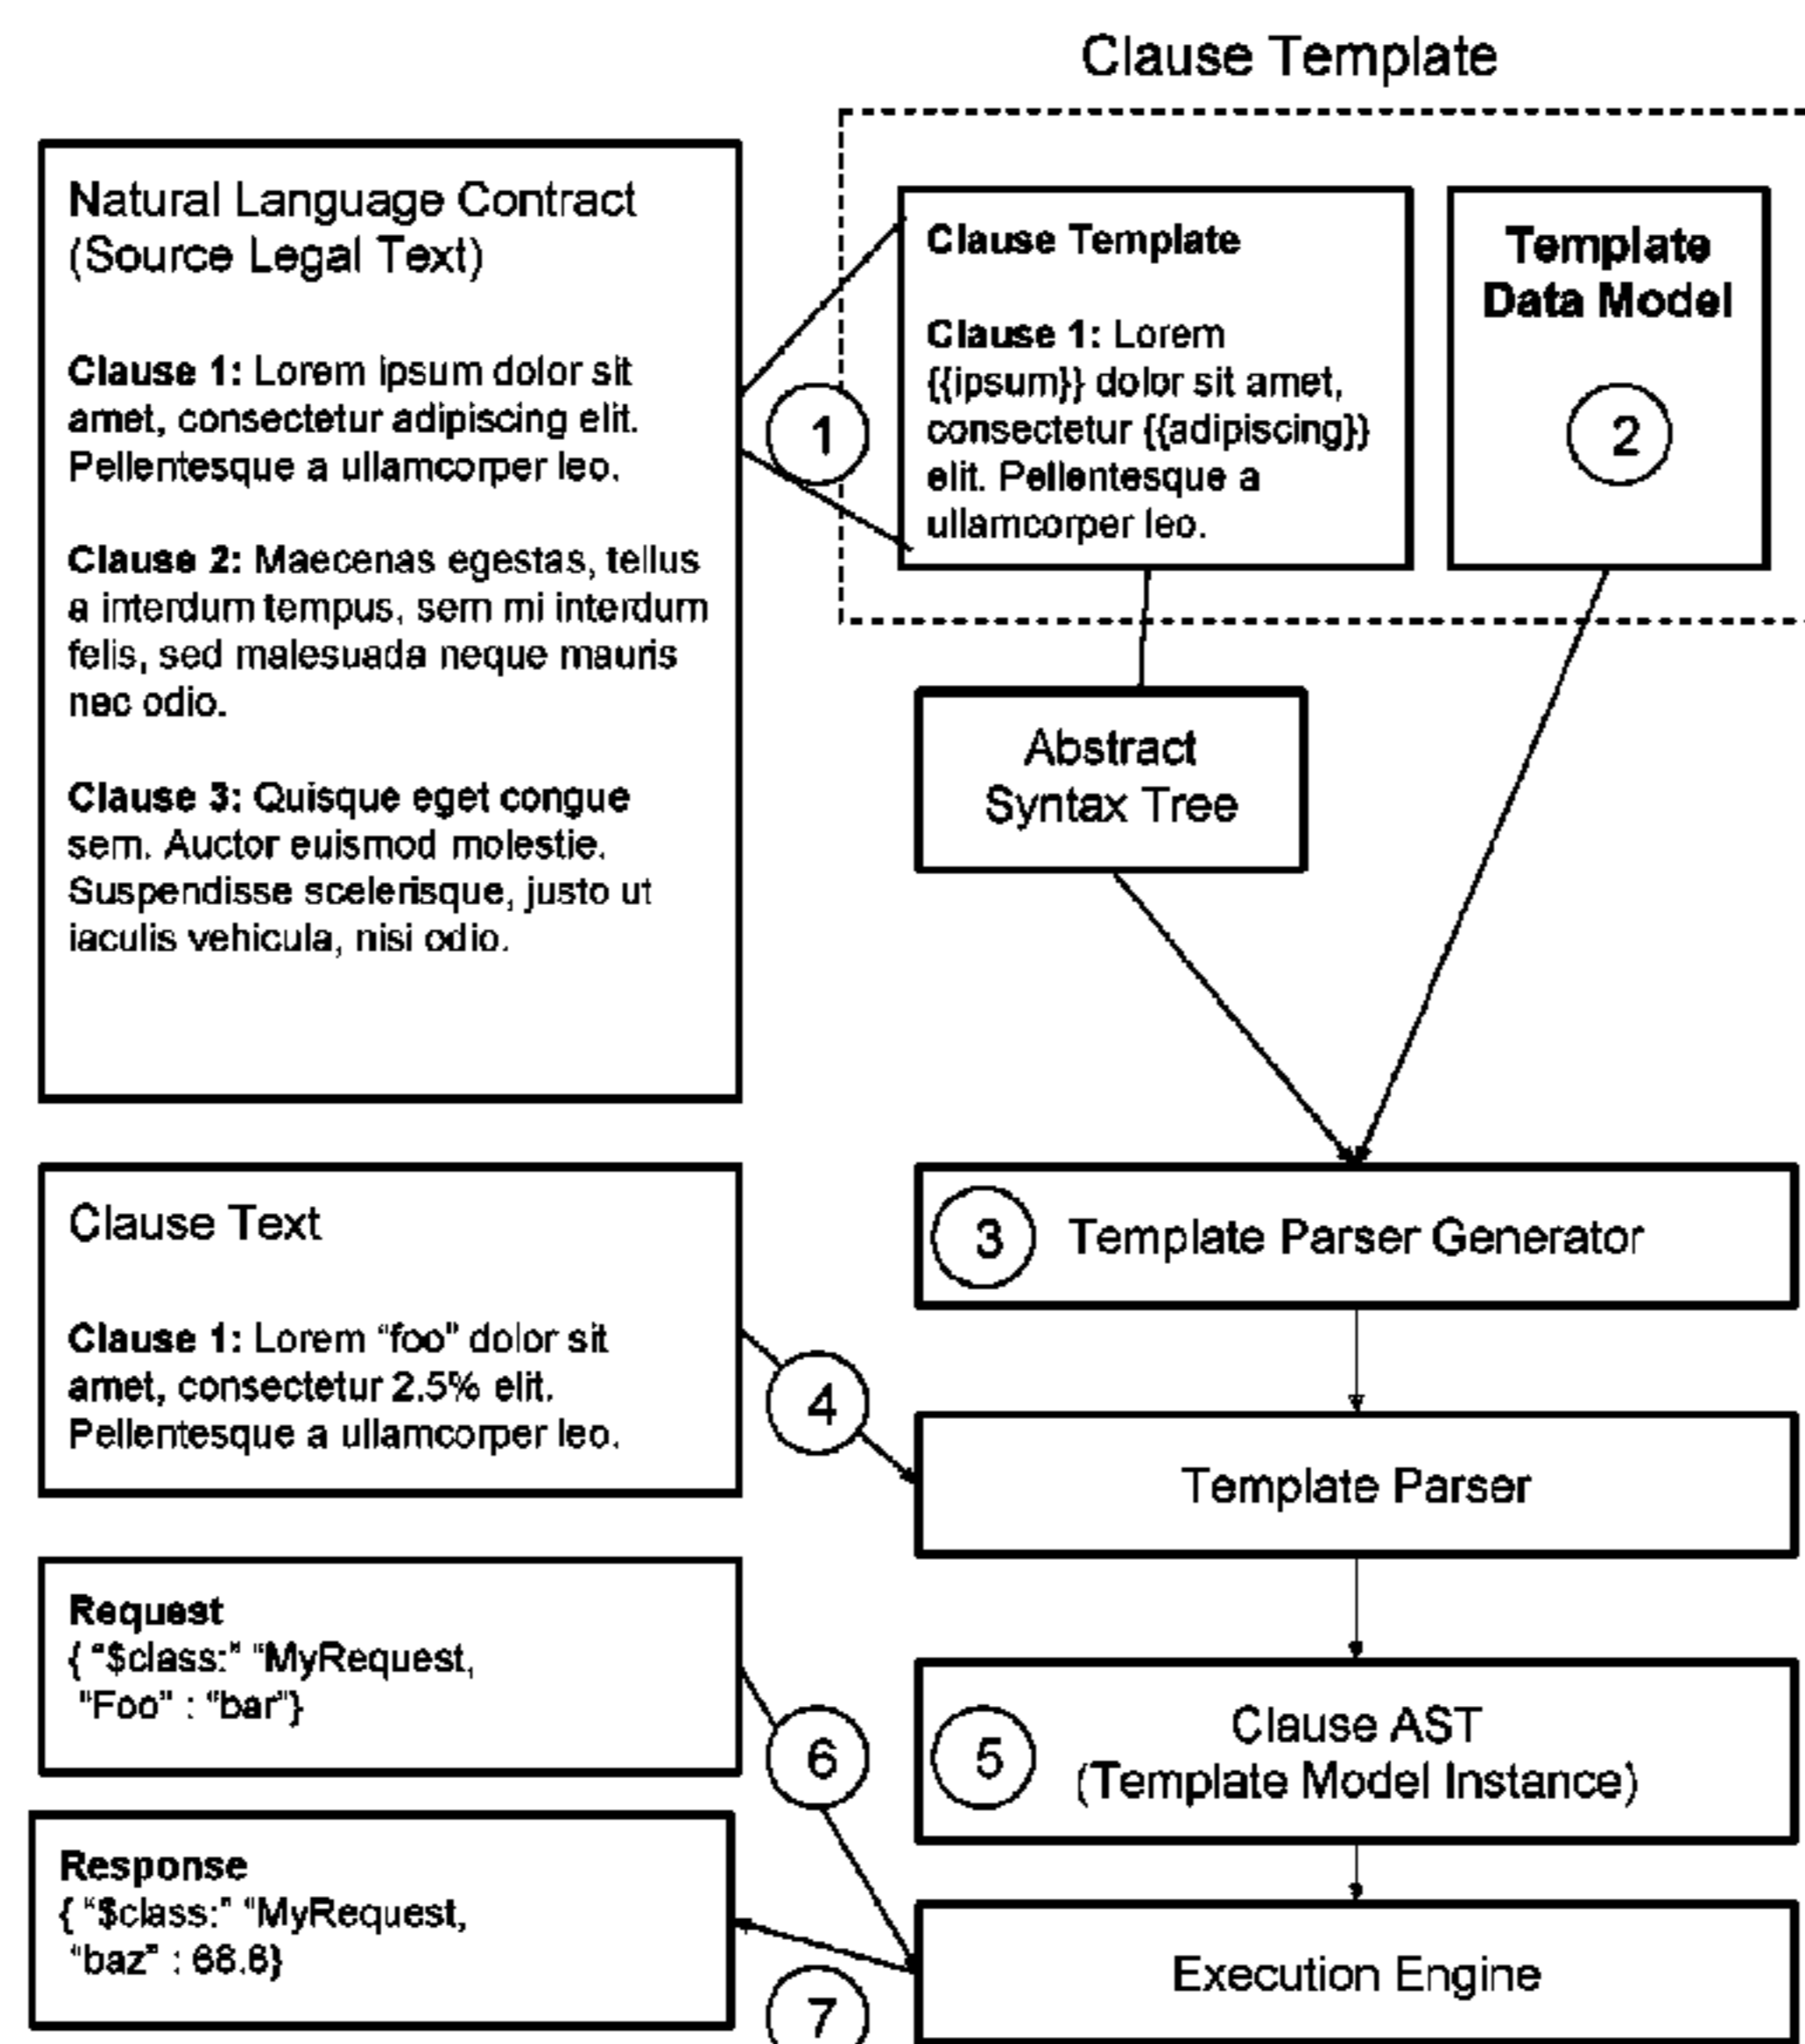 Clause Template
Natural Language Contract
(Source Legal Text)
Clause 1: Lorem ipsum dolor sit
amet, consectetur adipiscing elit.
Pellentesque a ullamcorper leo.
Clause 2: Maecenas egestas, tellus
a interdum tempus, sem mi interdum
felis, sed malesuada neque mauris
nec odio.
Clause 3: Quisque eget congue
sem. Auctor euismod molestie.
Suspendisse scelerisque, justo ut
iaculis vehicula, nisi odio.
1
Clause Template
Clause 1: Lorem
{{ipsum}} dolor sit amet,
consectetur {{adipiscing}}
elit. Pellentesque a
ullamcorper leo.
Template
Data Model
2
Abstract
Syntax Tree
3
Template Parser Generator
Clause Text
Clause 1: Lorem “foo” dolor sit
amet, consectetur 2.5% elit.
Pellentesque a ullamcorper leo.
4
Template Parser
Request
{ “$class:” “MyRequest,
“Foo” : “bar”}
6
5
Clause AST
(Template Model Instance)
Response
{ “$class:” “MyRequest,
“baz” : 68.6}
7
Execution Engine